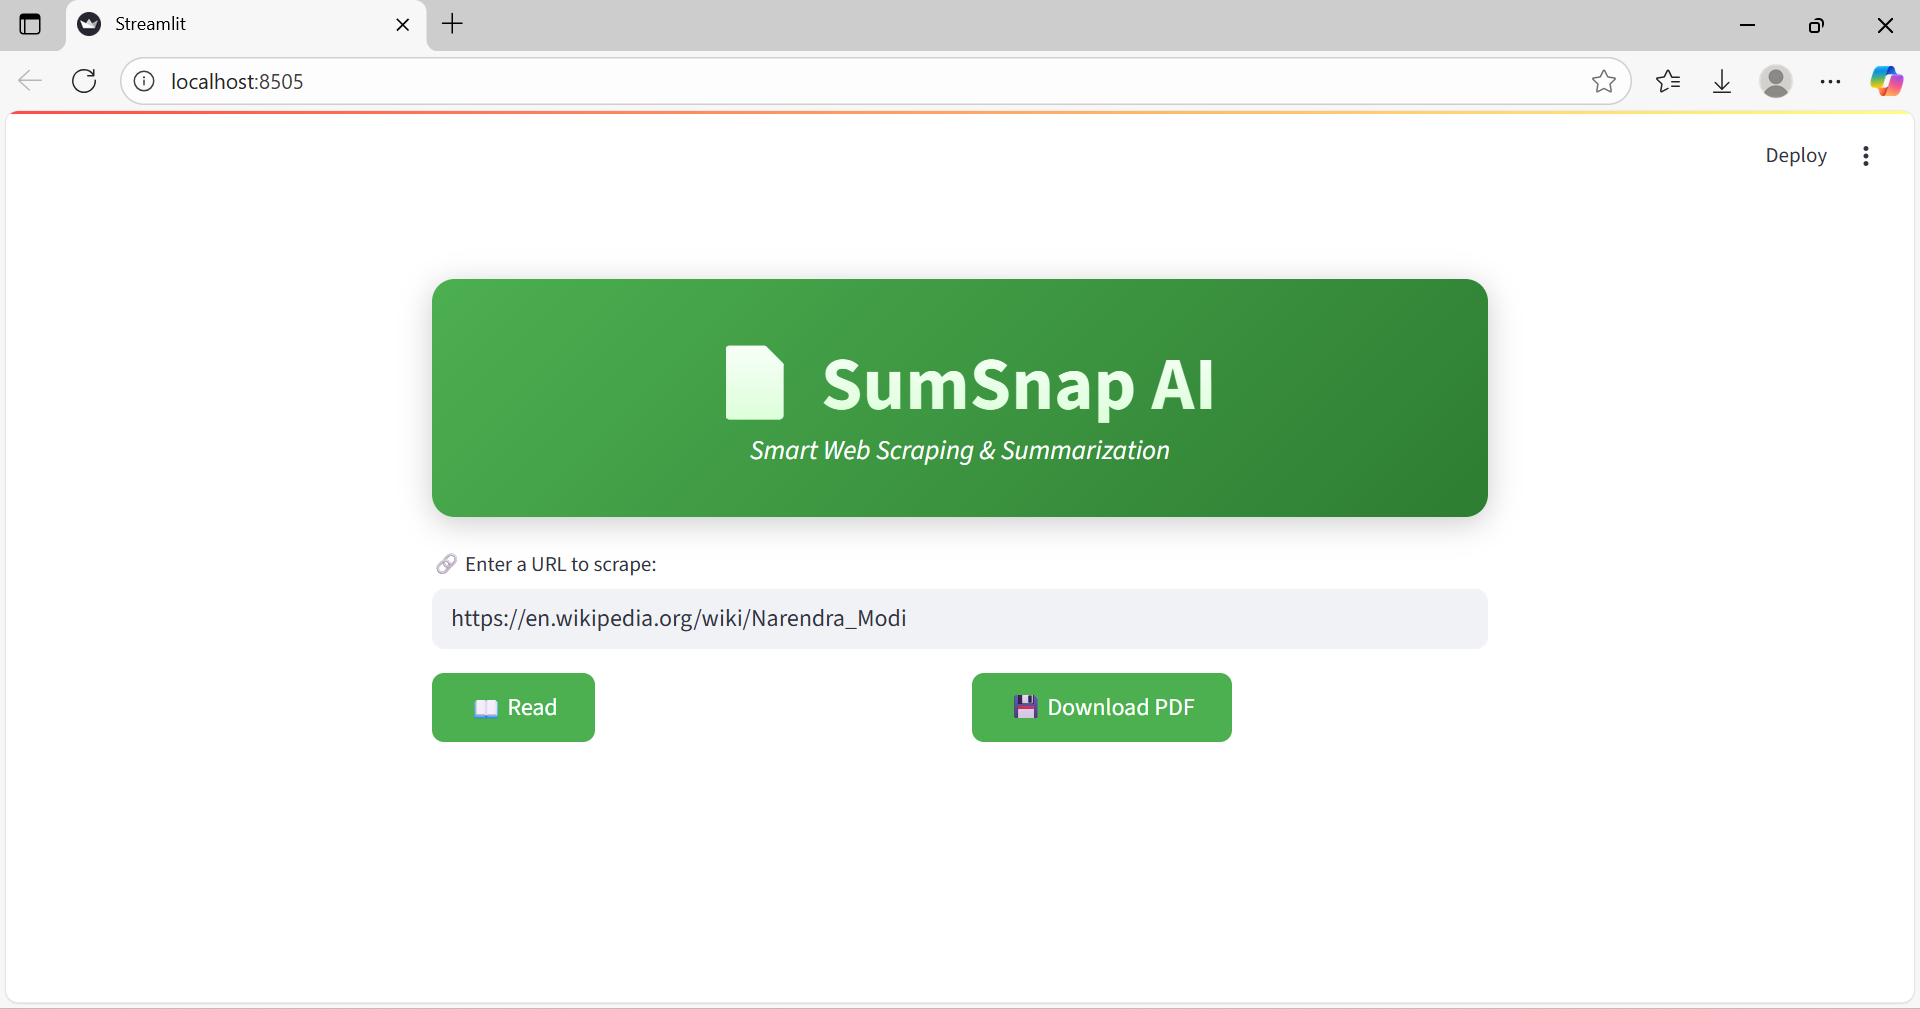 Streamlit
localhost:8505
Deploy
SumSnap AI
Smart Web Scraping & Summarization
Enter a URL to scrape:
https://en.wikipedia.org/wiki/Narendra_Modi
Read
Download PDF